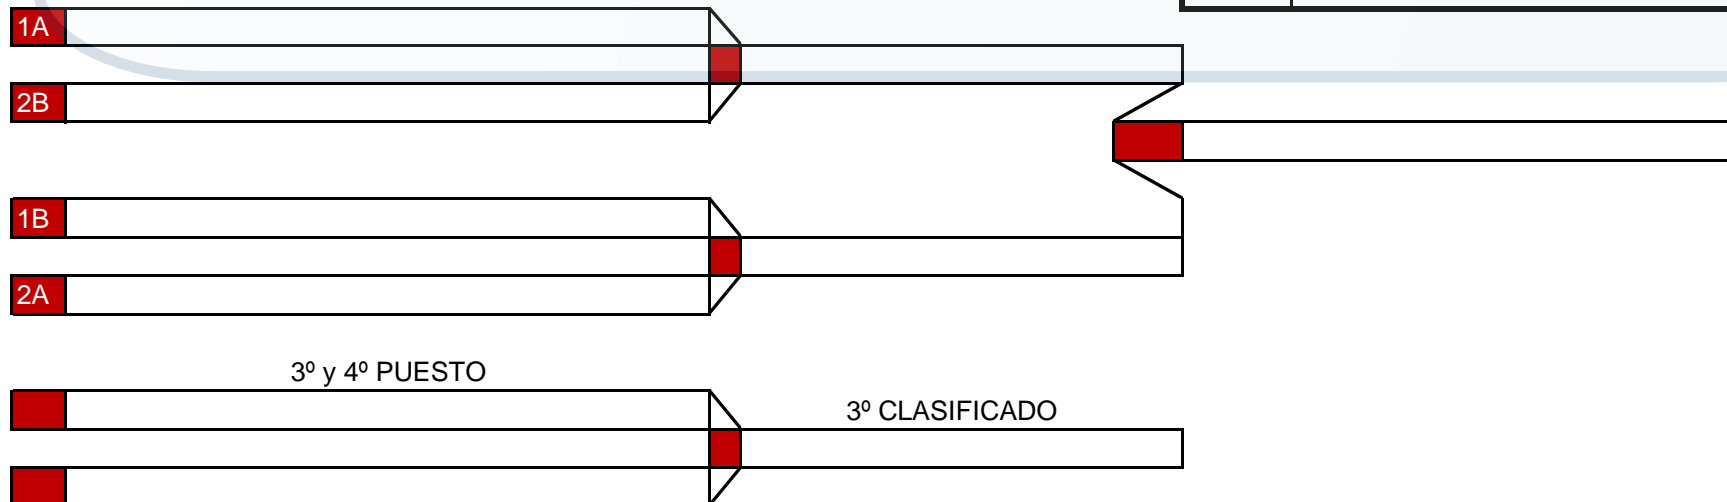 1A
2B
1B
2A
3º y 4º PUESTO
3º CLASIFICADO